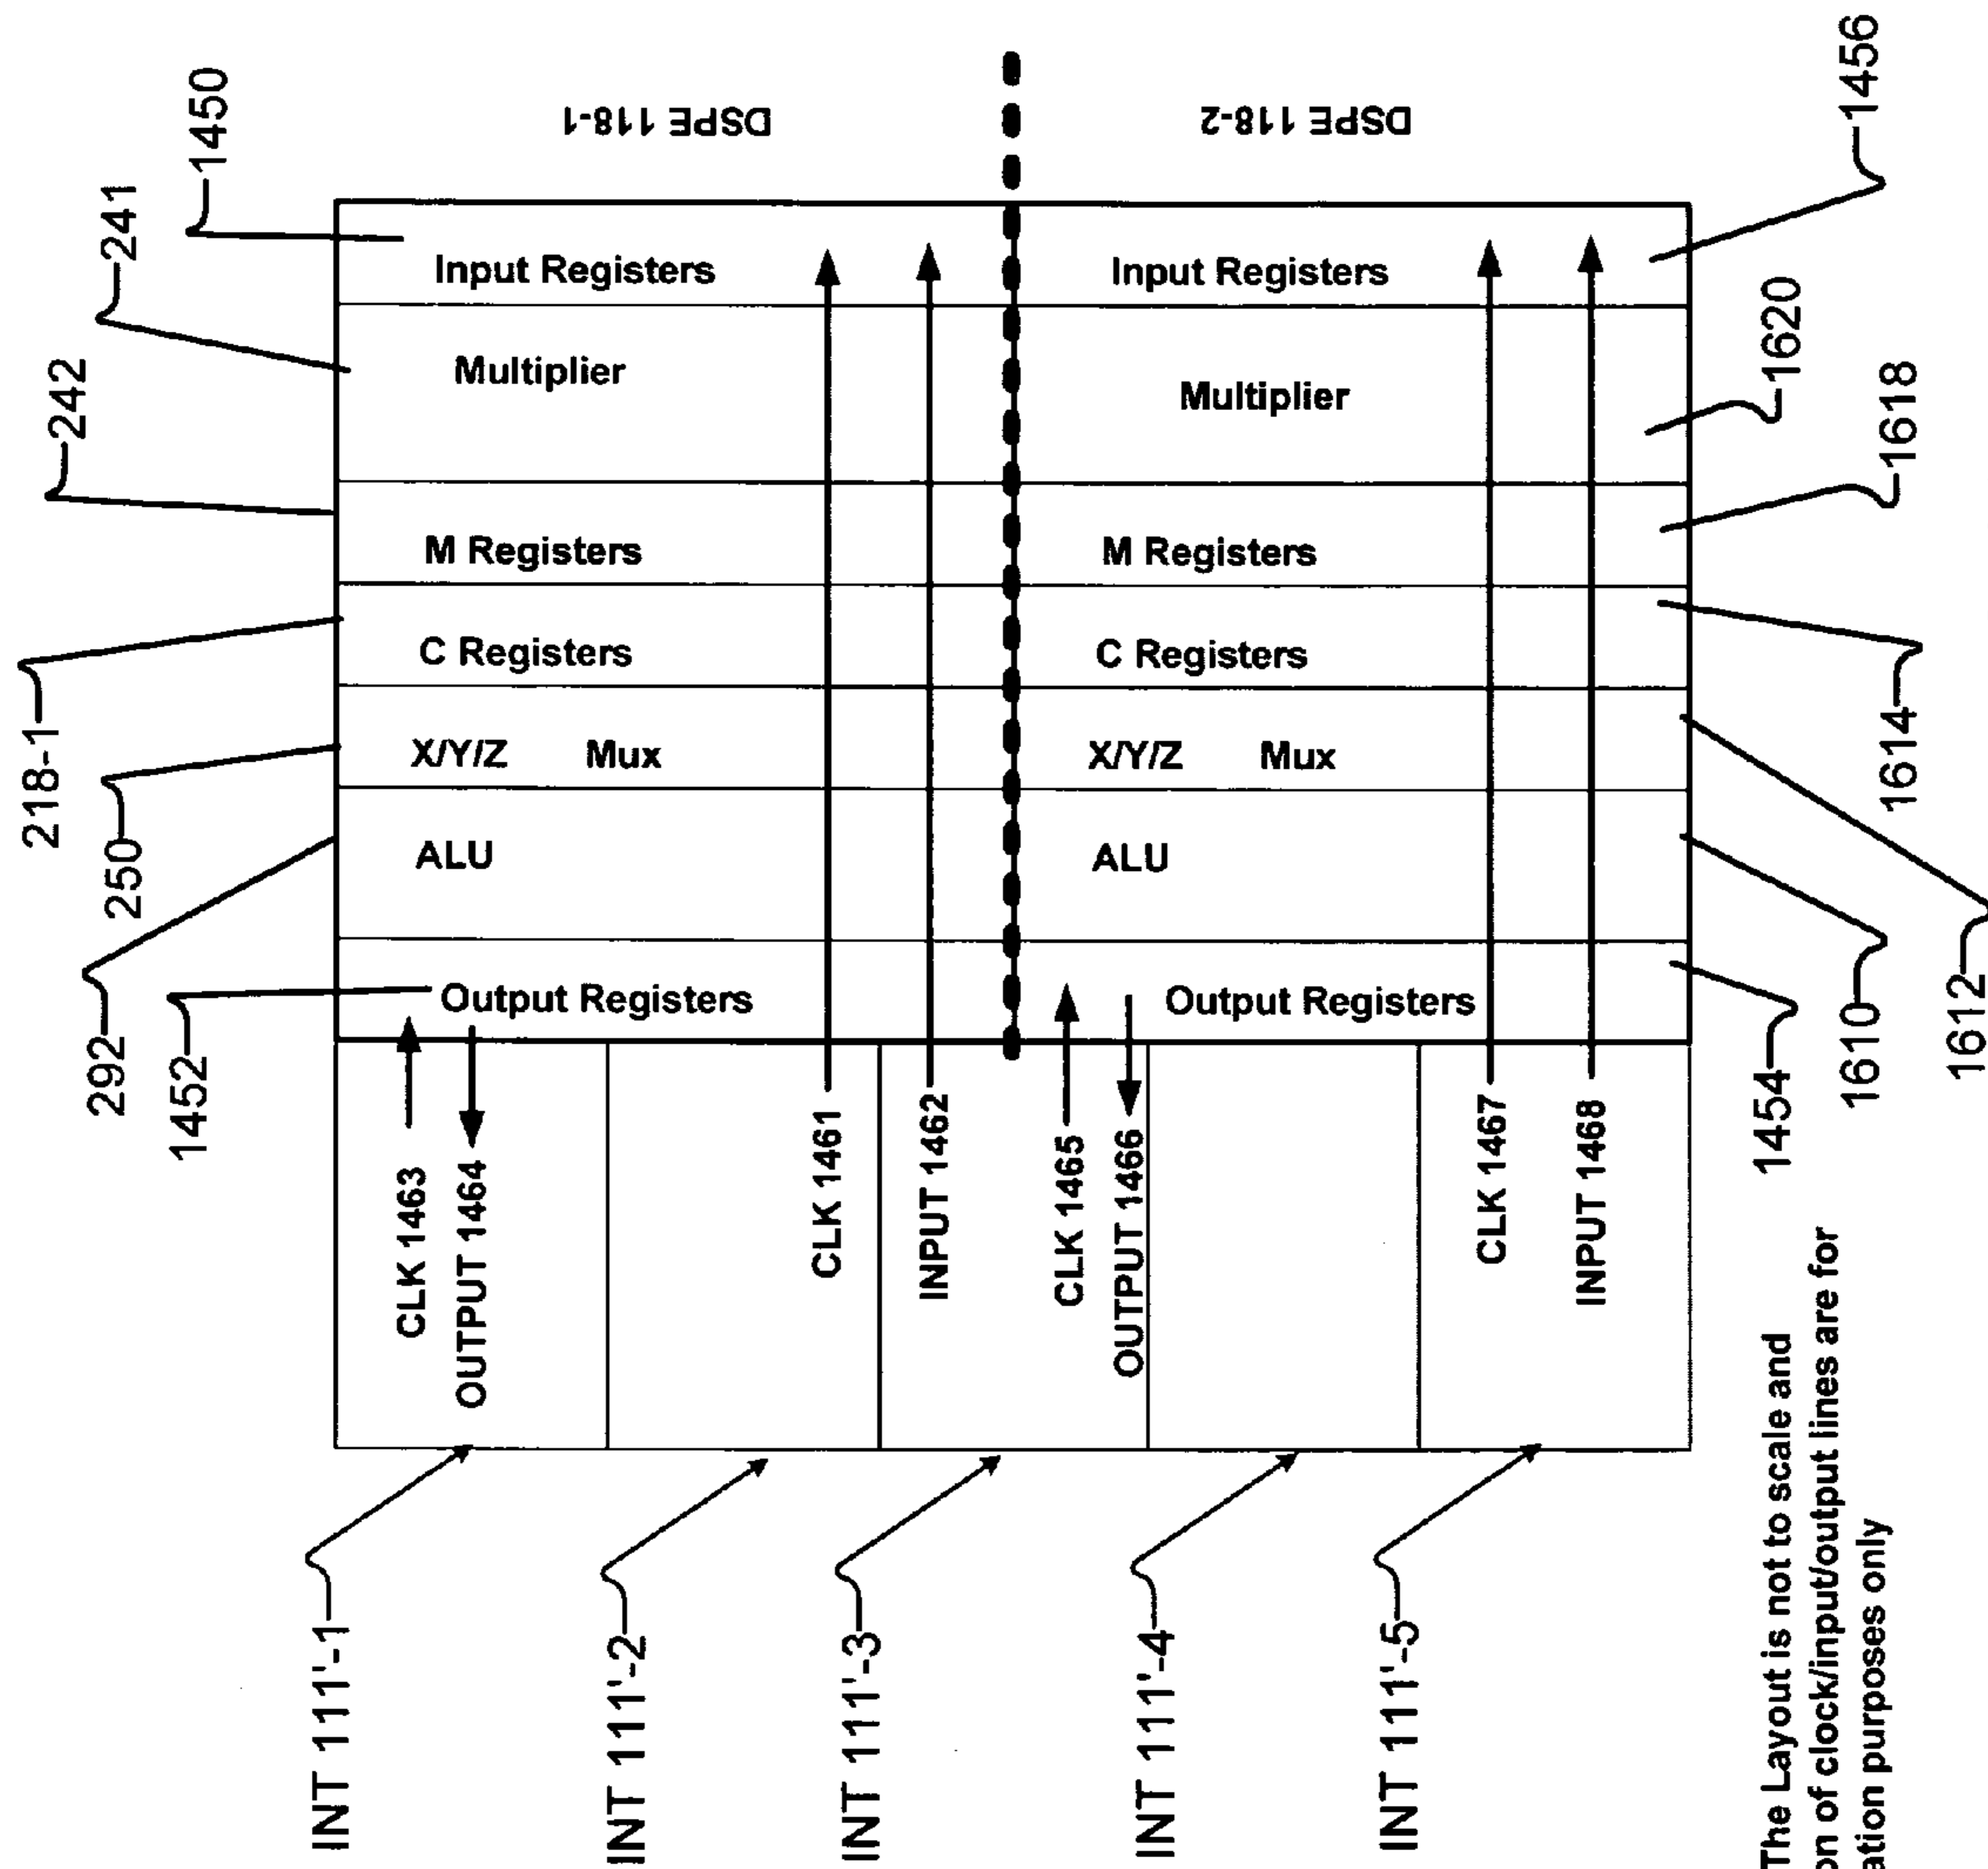 218-1
242
241
1450
250
292
1452
DSPE 118-1
Input Registers
Multiplier
M Registers
C Registers
X/Y/Z Mux
ALU
Output Registers
CLK 1463
OUTPUT 1464
CLK 1461
INPUT 1462
DSPE 118-2
Input Registers
Multiplier
M Registers
C Registers
X/Y/Z Mux
ALU
Output Registers
CLK 1465
OUTPUT 1466
CLK 1467
INPUT 1468
INT 111'-1
INT 111'-2
INT 111'-3
INT 111'-4
INT 111'-5
1454
1610
1612
1614
1618
1620
1456
The Layout is not to scale and
of clock/input/output lines are for
purposes only